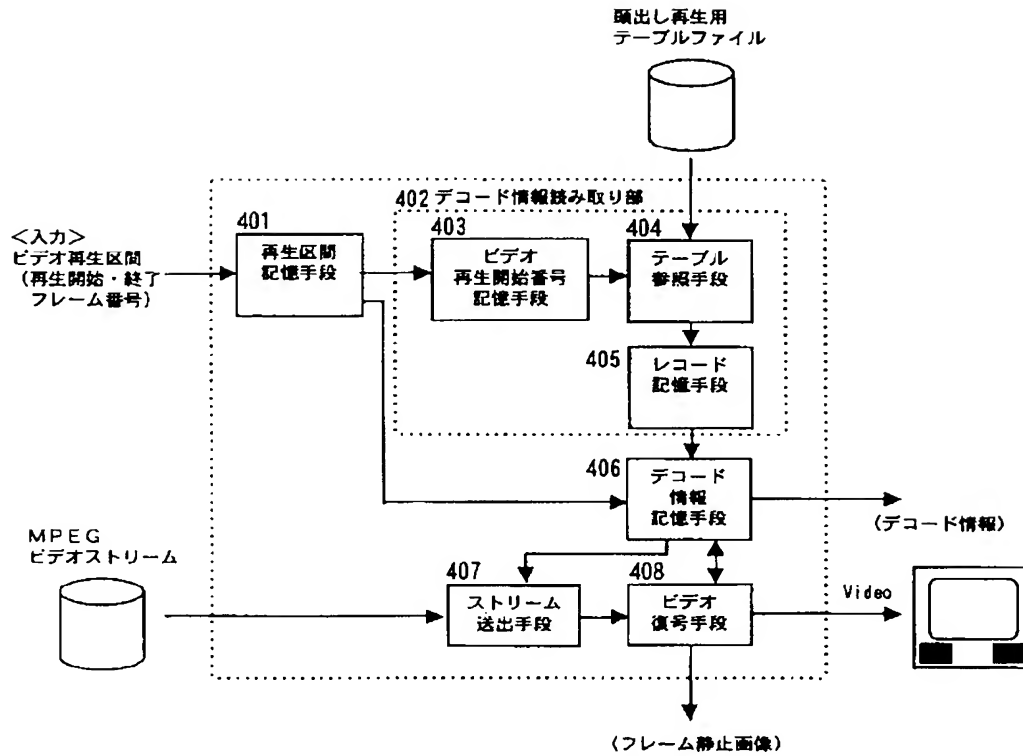 頭出し再生用
テーブルファイル
402 デコード情報読み取り部
401
再生区間
記憶手段
403
ビデオ
再生開始番号
記憶手段
404
テーブル
参照手段
<入力>
ビデオ再生区間
(再生開始・終了
フレーム番号)
405
レコード
記憶手段
406
デコード
情報
記憶手段
(デコード情報)
MPEG
ビデオストリーム
407
ストリーム
送出手段
408
ビデオ
復号手段
Video
(フレーム静止画像)